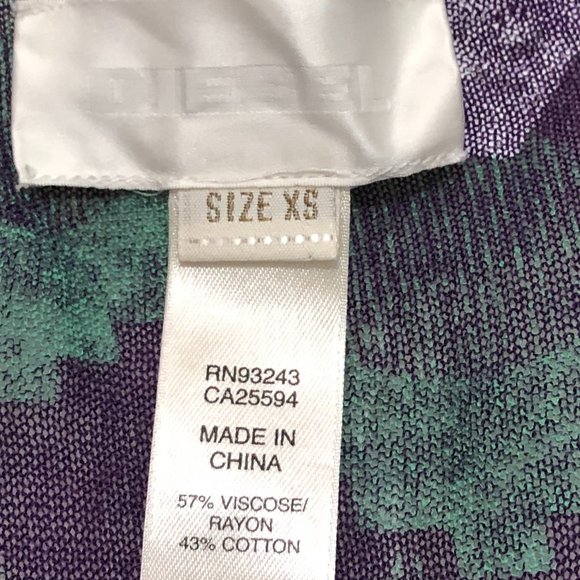 DIESEL
SIZE XS
RN93243
CA25594
MADE IN
CHINA
57% VISCOSE/
RAYON
43% COTTON